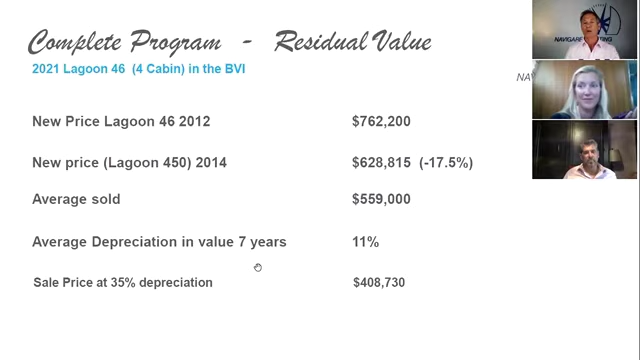 Complete Program - Residual Value
2021 Lagoon 46 (4 Cabin) in the BVI
New Price Lagoon 46 2012 $762,200
New price (Lagoon 450) 2014 $628,815 (-17.5%)
Average sold $559,000
Average Depreciation in value 7 years 11%
Sale Price at 35% depreciation $408,730